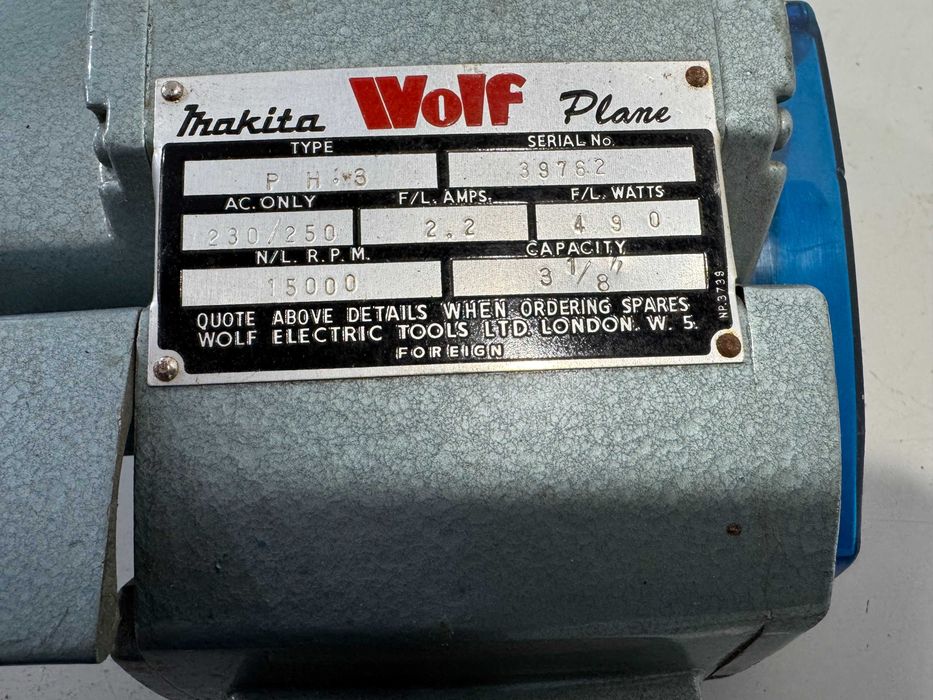 Makita Wolf Plane
TYPE SERIAL No.
P H 3 39762
AC. ONLY F/L. AMPS. F/L. WATTS
230/250 2.2 490
N/L. R.P.M. CAPACITY
15000 3 1/8"
QUOTE ABOVE DETAILS WHEN ORDERING SPARES
WOLF ELECTRIC TOOLS LTD. LONDON. W. 5.
FOREIGN
NP.3739